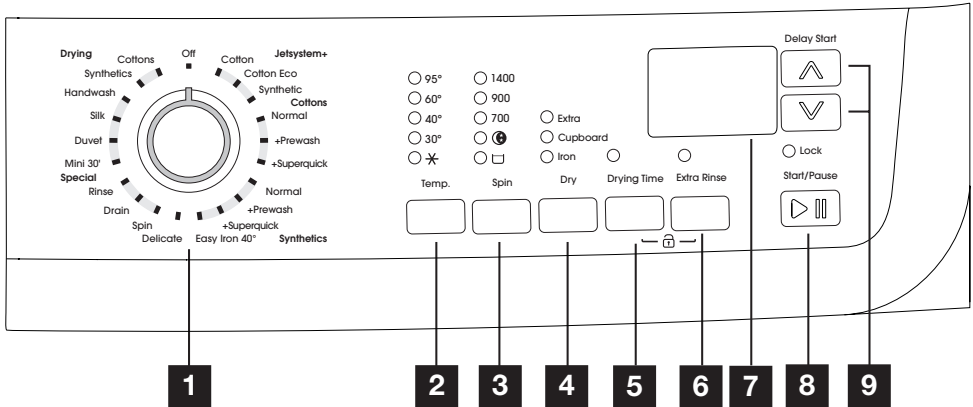 Drying
Cottons
Off
Jetsystem+
Synthetics
Cotton
Handwash
Cotton Eco
Silk
Synthetic
Cottons
Duvet
Normal
Mini 30'
+Prewash
Special
+Superquick
Rinse
Normal
Drain
+Prewash
Spin
+Superquick
Delicate
Easy Iron 40°
Synthetics
95°
60°
40°
30°
Temp.
1400
900
700
Spin
Extra
Cupboard
Iron
Dry
Drying Time
Extra Rinse
Delay Start
Lock
Start/Pause
1
2
3
4
5
6
7
8
9